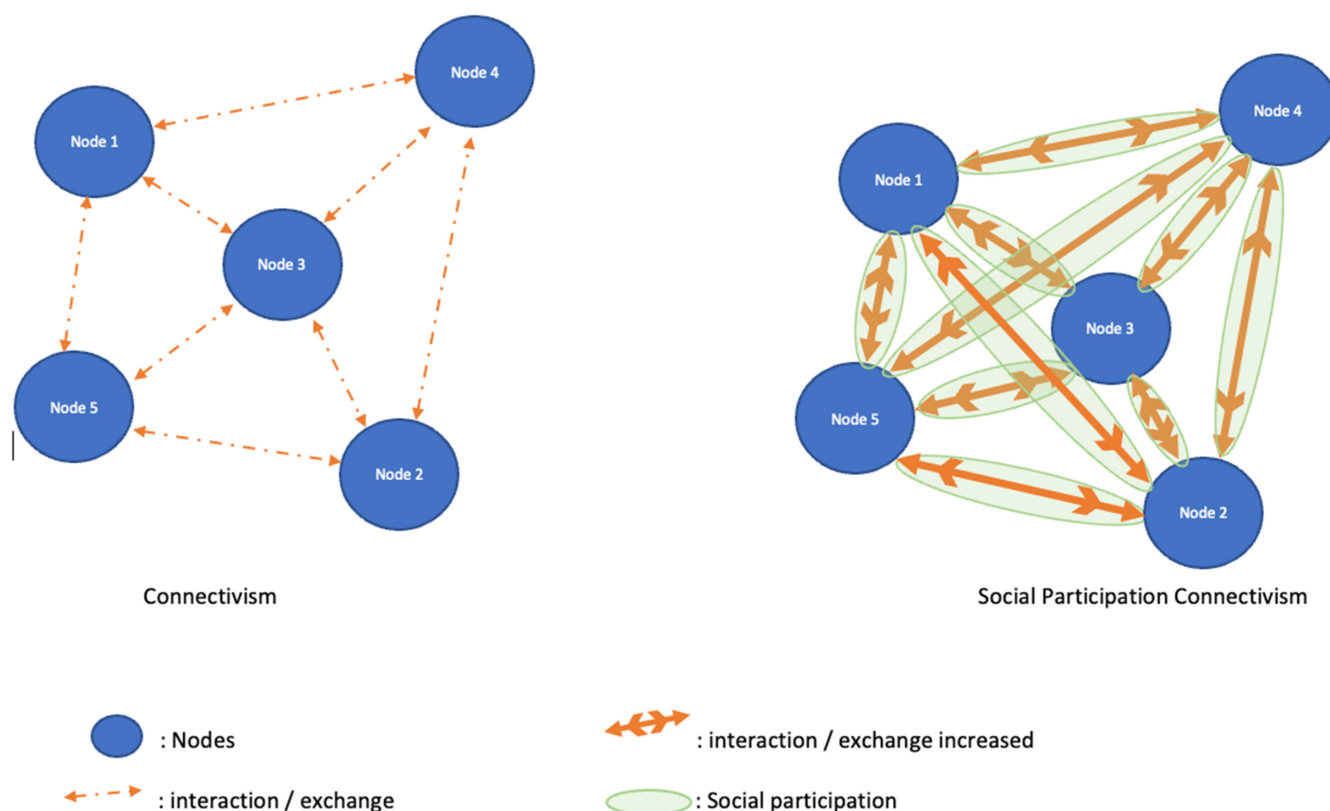 Node 4
Node 1
Node 3
Node 5
Node 2
Connectivism
Node 4
Node 1
Node 3
Node 5
Node 2
Social Participation Connectivism
: Nodes
: interaction / exchange increased
: interaction / exchange
: Social participation